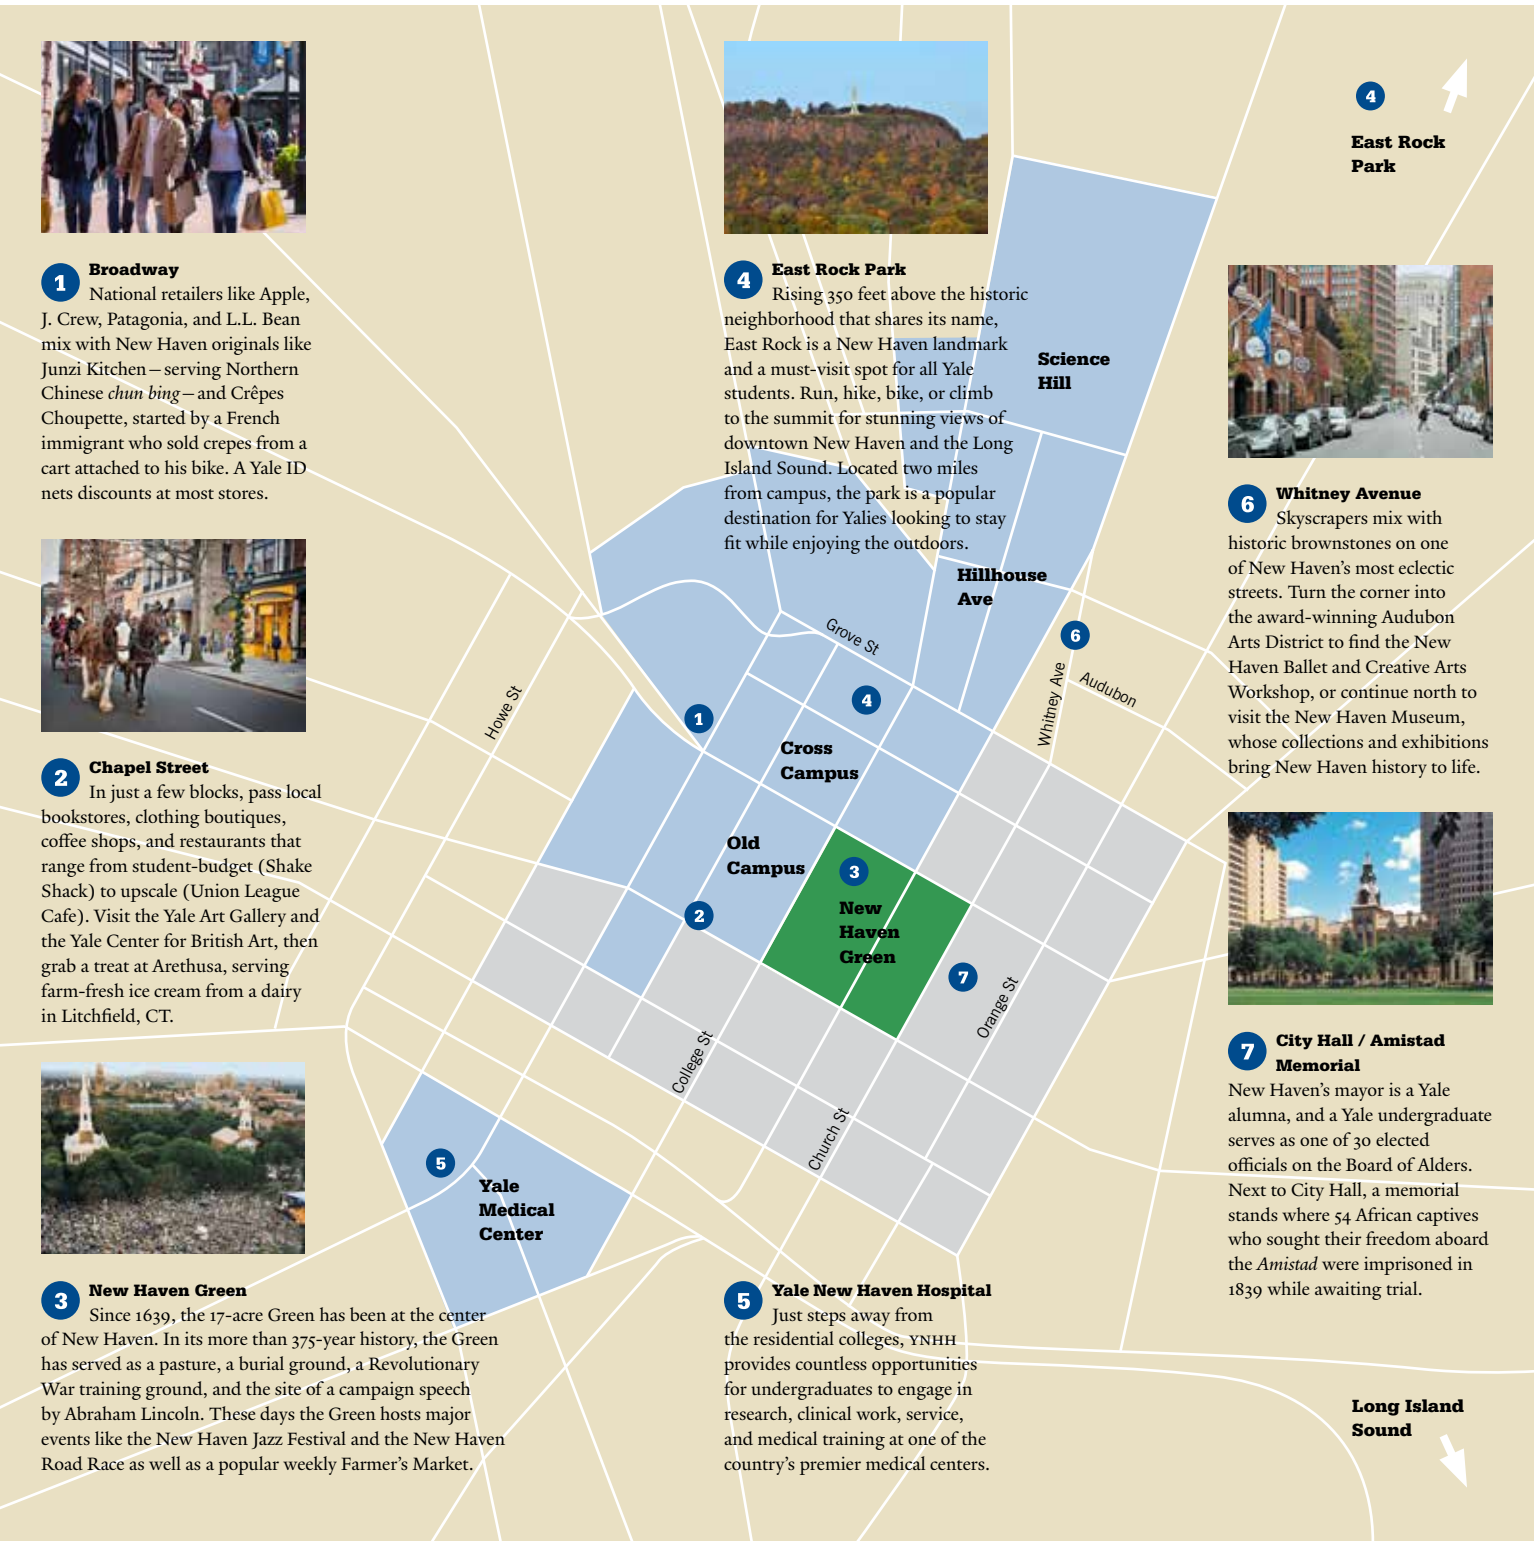 1
Broadway
National retailers like Apple,
J. Crew, Patagonia, and L.L. Bean
mix with New Haven originals like
Junzi Kitchen—serving Northern
Chinese chun bing—and Crêpes
Choupette, started by a French
immigrant who sold crepes from a
cart attached to his bike. A Yale ID
nets discounts at most stores.
2
Chapel Street
In just a few blocks, pass local
bookstores, clothing boutiques,
coffee shops, and restaurants that
range from student-budget (Shake
Shack) to upscale (Union League
Cafe). Visit the Yale Art Gallery and
the Yale Center for British Art, then
grab a treat at Arethusa, serving
farm-fresh ice cream from a dairy
in Litchfield, CT.
3
New Haven Green
Since 1639, the 17-acre Green has been at the center
of New Haven. In its more than 375-year history, the Green
has served as a pasture, a burial ground, a Revolutionary
War training ground, and the site of a campaign speech
by Abraham Lincoln. These days the Green hosts major
events like the New Haven Jazz Festival and the New Haven
Road Race as well as a popular weekly Farmer's Market.
4
East Rock Park
Rising 350 feet above the historic
neighborhood that shares its name,
East Rock is a New Haven landmark
and a must-visit spot for all Yale
students. Run, hike, bike, or climb
to the summit for stunning views of
downtown New Haven and the Long
Island Sound. Located two miles
from campus, the park is a popular
destination for Yalies looking to stay
fit while enjoying the outdoors.
5
Yale New Haven Hospital
Just steps away from
the residential colleges, YNHH
provides countless opportunities
for undergraduates to engage in
research, clinical work, service,
and medical training at one of the
country's premier medical centers.
4
East Rock
Park
6
Whitney Avenue
Skyscrapers mix with
historic brownstones on one
of New Haven's most eclectic
streets. Turn the corner into
the award-winning Audubon
Arts District to find the New
Haven Ballet and Creative Arts
Workshop, or continue north to
visit the New Haven Museum,
whose collections and exhibitions
bring New Haven history to life.
7
City Hall / Amistad
Memorial
New Haven's mayor is a Yale
alumna, and a Yale undergraduate
serves as one of 30 elected
officials on the Board of Alders.
Next to City Hall, a memorial
stands where 54 African captives
who sought their freedom aboard
the Amistad were imprisoned in
1839 while awaiting trial.
Long Island
Sound
Science
Hill
Hillhouse
Ave
Grove St
6
Whitney Ave
Audubon
Howe St
1
4
Cross
Campus
Old
Campus
2
3
New
Haven
Green
7
Orange St
College St
Church St
5
Yale
Medical
Center